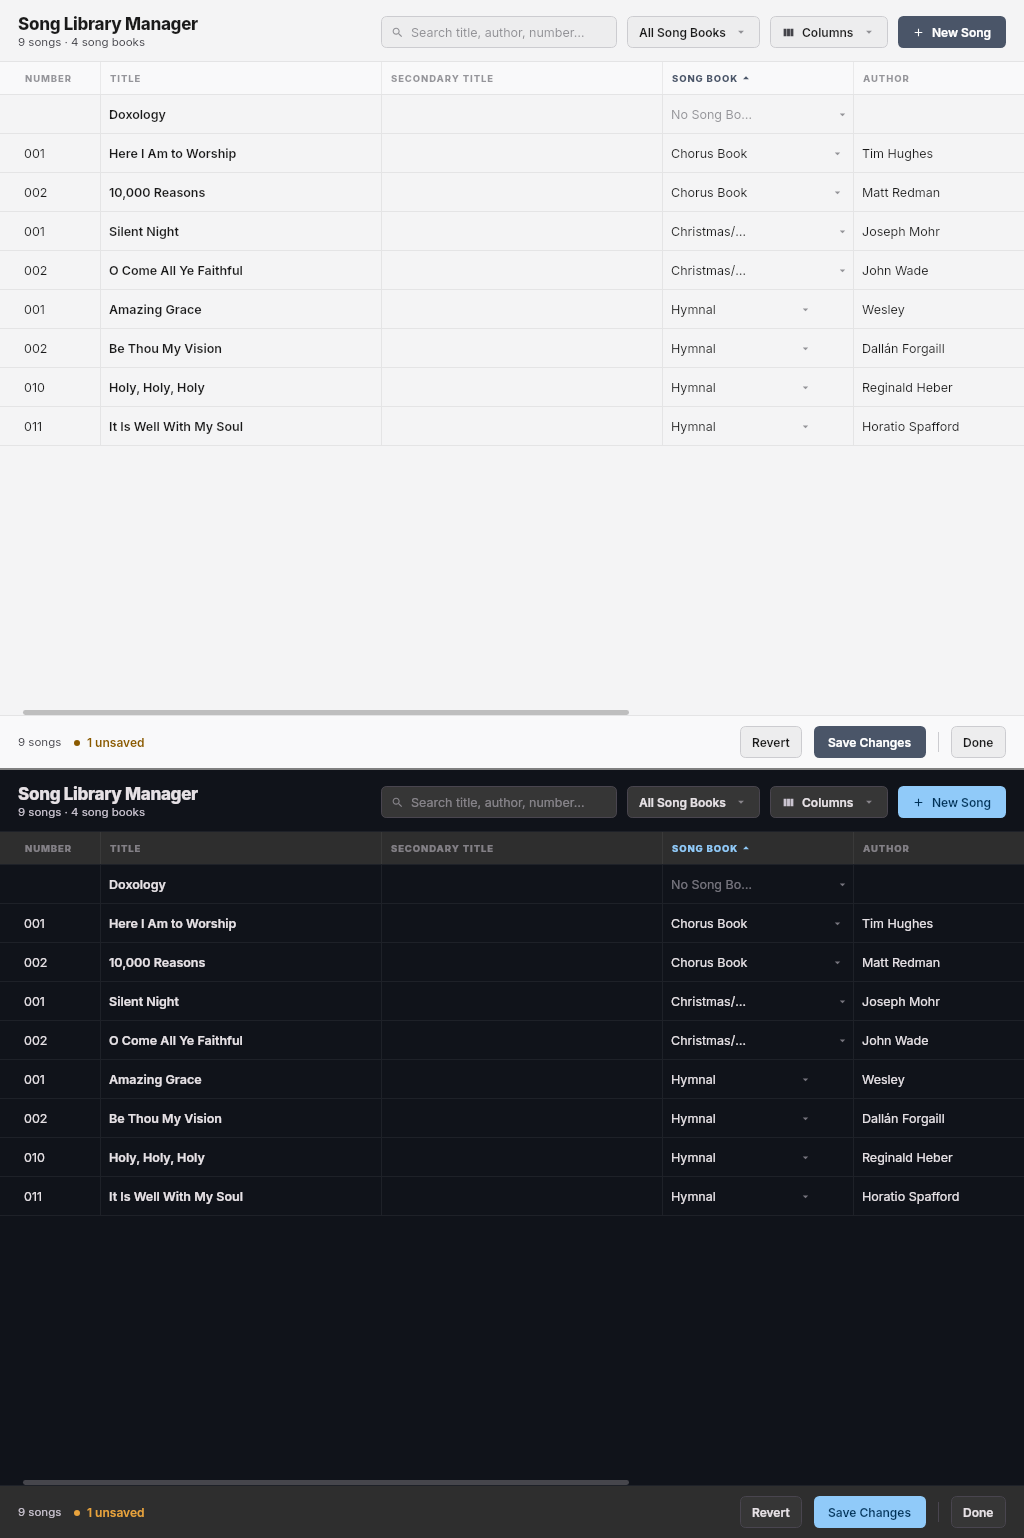 Song Library Manager
9 songs · 4 song books
Search title, author, number...
All Song Books
Columns
+ New Song
NUMBER TITLE SECONDARY TITLE SONG BOOK AUTHOR
Doxology No Song Bo...
001 Here I Am to Worship Chorus Book Tim Hughes
002 10,000 Reasons Chorus Book Matt Redman
001 Silent Night Christmas/... Joseph Mohr
002 O Come All Ye Faithful Christmas/... John Wade
001 Amazing Grace Hymnal Wesley
002 Be Thou My Vision Hymnal Dallán Forgaill
010 Holy, Holy, Holy Hymnal Reginald Heber
011 It Is Well With My Soul Hymnal Horatio Spafford
9 songs • 1 unsaved Revert Save Changes Done
Song Library Manager
9 songs · 4 song books
Search title, author, number...
All Song Books
Columns
+ New Song
NUMBER TITLE SECONDARY TITLE SONG BOOK AUTHOR
Doxology No Song Bo...
001 Here I Am to Worship Chorus Book Tim Hughes
002 10,000 Reasons Chorus Book Matt Redman
001 Silent Night Christmas/... Joseph Mohr
002 O Come All Ye Faithful Christmas/... John Wade
001 Amazing Grace Hymnal Wesley
002 Be Thou My Vision Hymnal Dallán Forgaill
010 Holy, Holy, Holy Hymnal Reginald Heber
011 It Is Well With My Soul Hymnal Horatio Spafford
9 songs • 1 unsaved Revert Save Changes Done